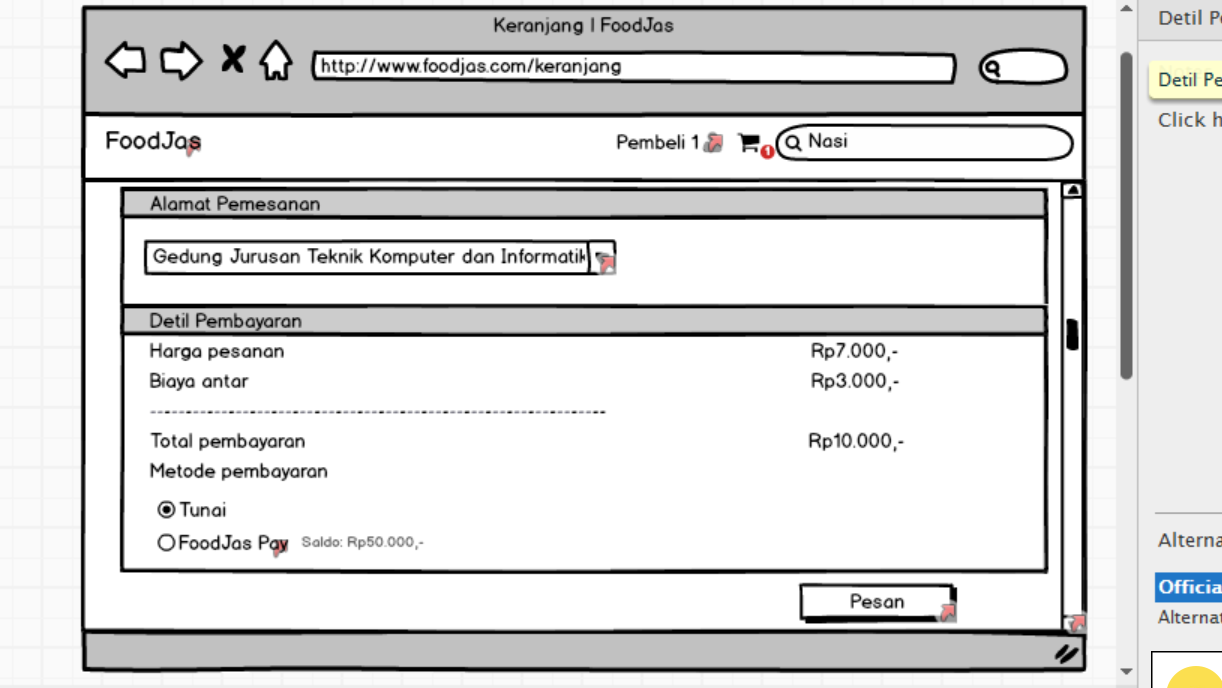 Keranjang | FoodJas
http://www.foodjas.com/keranjang
FoodJas
Pembeli 1
1
Nasi
Alamat Pemesanan
Gedung Jurusan Teknik Komputer dan Informatik
Detil Pembayaran
Harga pesanan Rp7.000,-
Biaya antar Rp3.000,-
Total pembayaran Rp10.000,-
Metode pembayaran
Tunai
FoodJas Pay Saldo: Rp50.000,-
Pesan
Detil P
Detil Pe
Click h
Alterna
Officia
Alternat